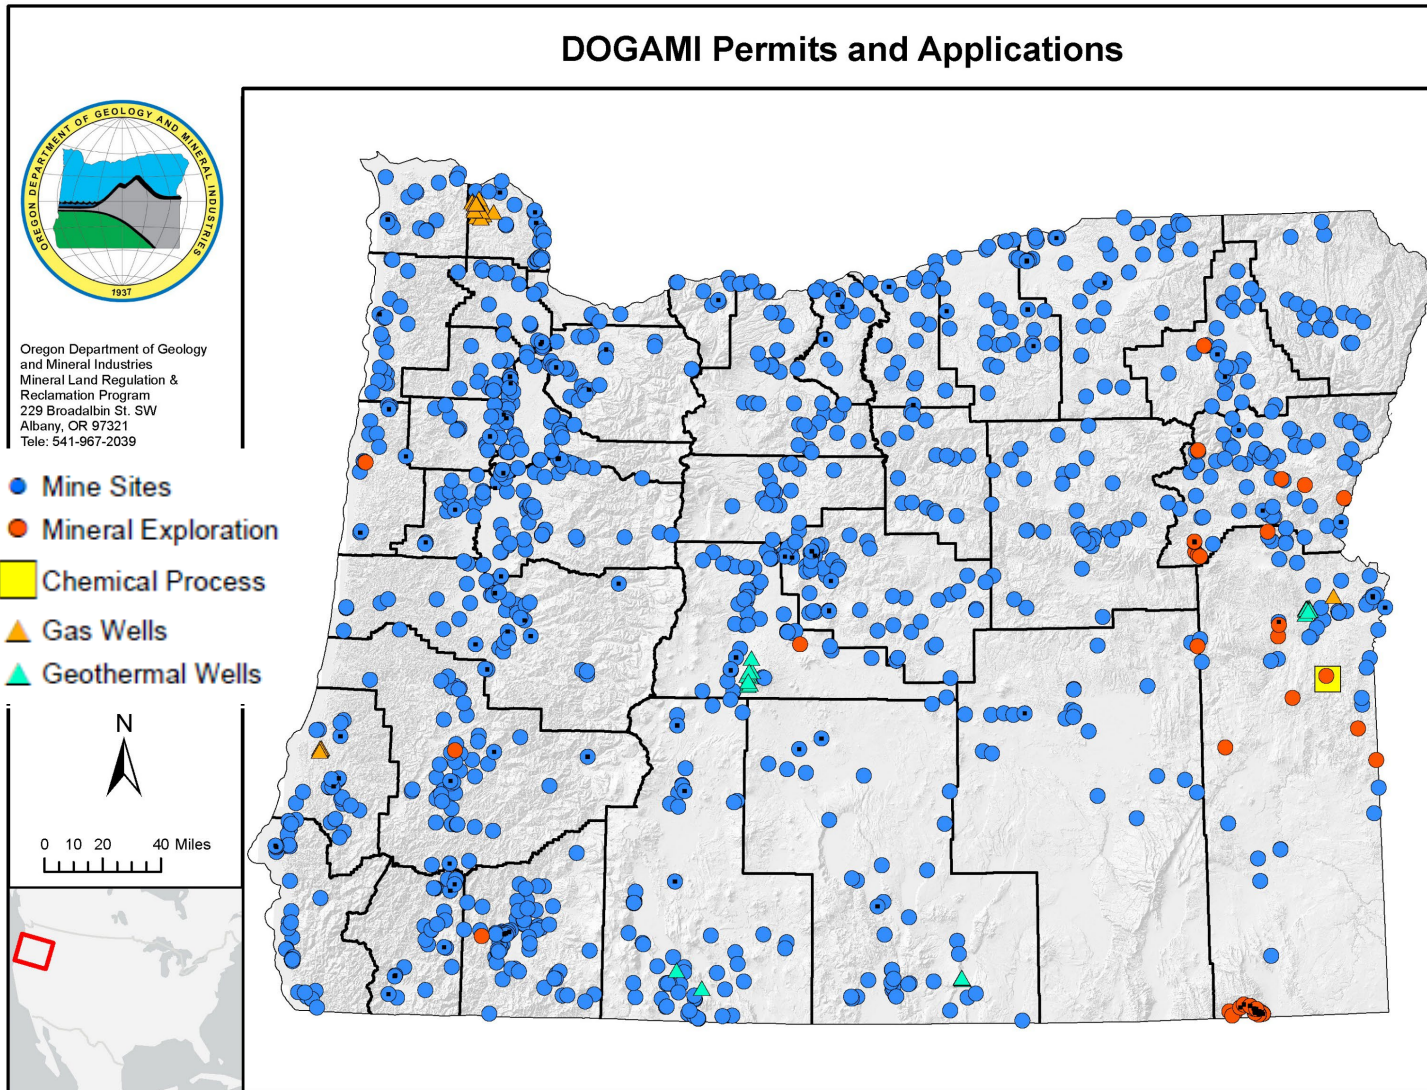 DOGAMI Permits and Applications
OREGON DEPARTMENT OF GEOLOGY AND MINERAL INDUSTRIES
1937
Oregon Department of Geology
and Mineral Industries
Mineral Land Regulation &
Reclamation Program
229 Broadalbin St. SW
Albany, OR 97321
Tele: 541-967-2039
Mine Sites
Mineral Exploration
Chemical Process
Gas Wells
Geothermal Wells
N
0 10 20 40 Miles